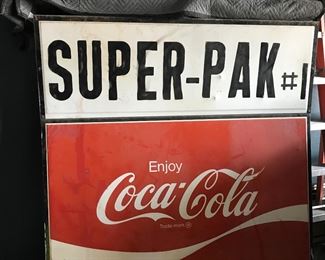 SUPER-PAK #1
Enjoy
Coca-Cola
Trade-mark ®